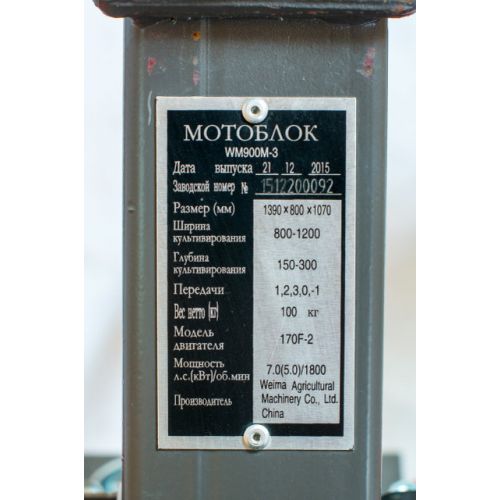 МОТОБЛОК
WM900M-3
Дата выпуска 21 12 2015
Заводской номер № 1512200092
Размер (мм) 1390×800×1070
Ширина
культивирования 800-1200
Глубина
культивирования 150-300
Передачи 1,2,3,0,-1
Вес нетто (кг) 100 кг
Модель
двигателя 170F-2
Мощность
л.с.(кВт)/об.мин 7.0(5.0)/1800
Производитель Weima Agricultural
Machinery Co., Ltd.
China